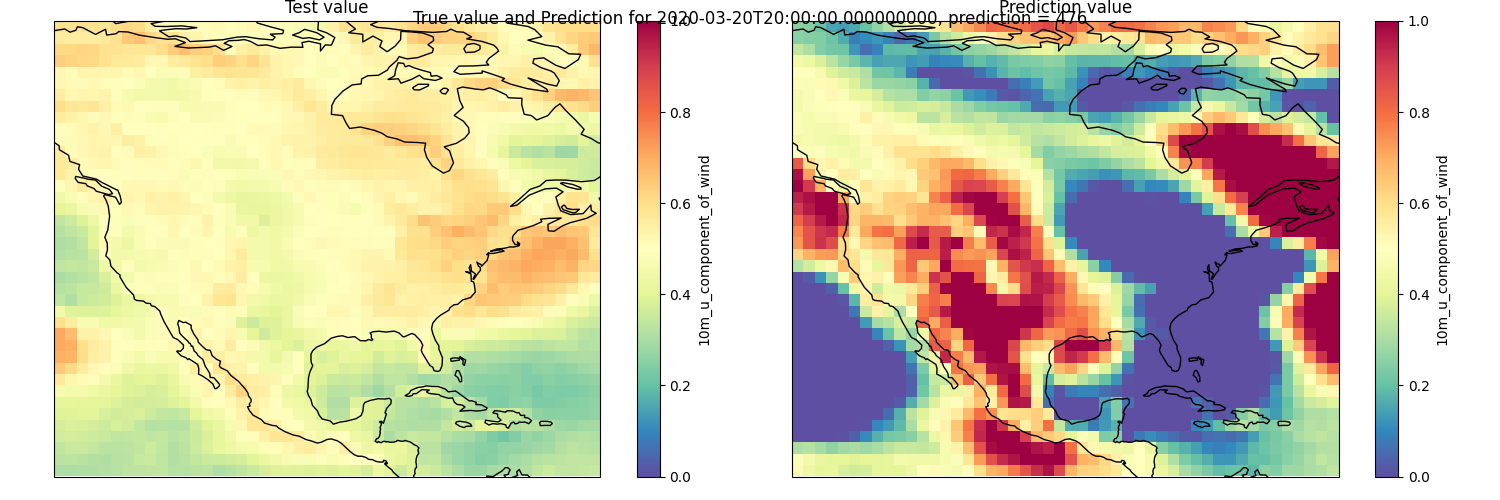 Test value
True value and Prediction for 2020-03-20T20:00:00.000000000, prediction = 476
Prediction value
1.0
0.8
0.6
0.4
0.2
0.0
10m_u_component_of_wind
1.0
0.8
0.6
0.4
0.2
0.0
10m_u_component_of_wind